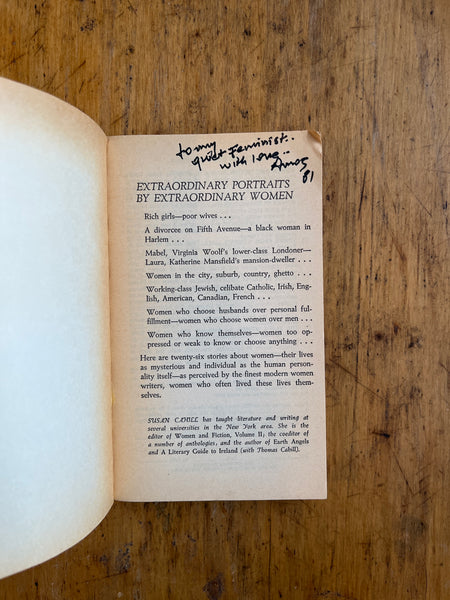 to my
quiet Feminist..
with love..
Amos
81
EXTRAORDINARY PORTRAITS
BY EXTRAORDINARY WOMEN
Rich girls—poor wives . . .
A divorcee on Fifth Avenue—a black woman in
Harlem . . .
Mabel, Virginia Woolf's lower-class Londoner—
Laura, Katherine Mansfield's mansion-dweller . . .
Women in the city, suburb, country, ghetto . . .
Working-class Jewish, celibate Catholic, Irish, Eng-
lish, American, Canadian, French . . .
Women who choose husbands over personal ful-
fillment—women who choose women over men . . .
Women who know themselves—women too op-
pressed or weak to know or choose anything . . .
Here are twenty-six stories about women—their lives
as mysterious and individual as the human person-
ality itself—as perceived by the finest modern women
writers, women who often lived these lives them-
selves.
SUSAN CAHILL has taught literature and writing at
several universities in the New York area. She is the
editor of Women and Fiction, Volume II; the coeditor of
a number of anthologies, and the author of Earth Angels
and A Literary Guide to Ireland (with Thomas Cahill).